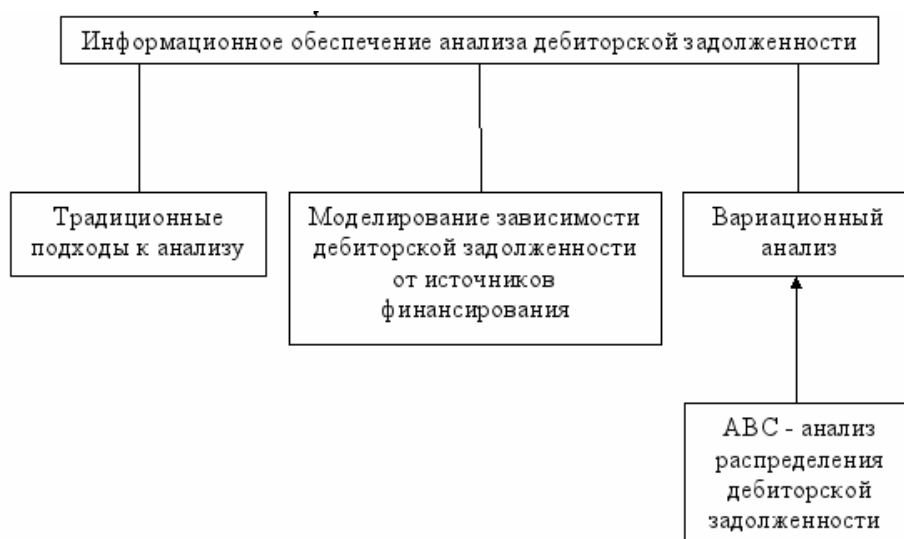 Информационное обеспечение анализа дебиторской задолженности
Традиционные
подходы к анализу
Моделирование зависимости
дебиторской задолженности
от источников
финансирования
Вариационный
анализ
АВС - анализ
распределения
дебиторской
задолженности